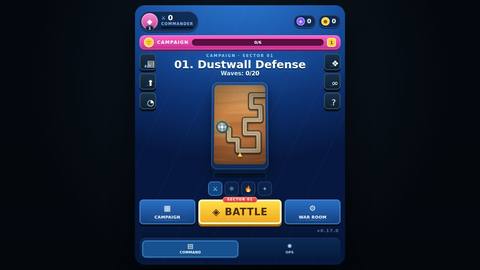 0
COMMANDER
0
0
CAMPAIGN
0/6
1
CAMPAIGN · SECTOR 01
01. Dustwall Defense
Waves: 0/20
?
SECTOR 01
CAMPAIGN
BATTLE
WAR ROOM
v0.17.0
COMMAND
OPS